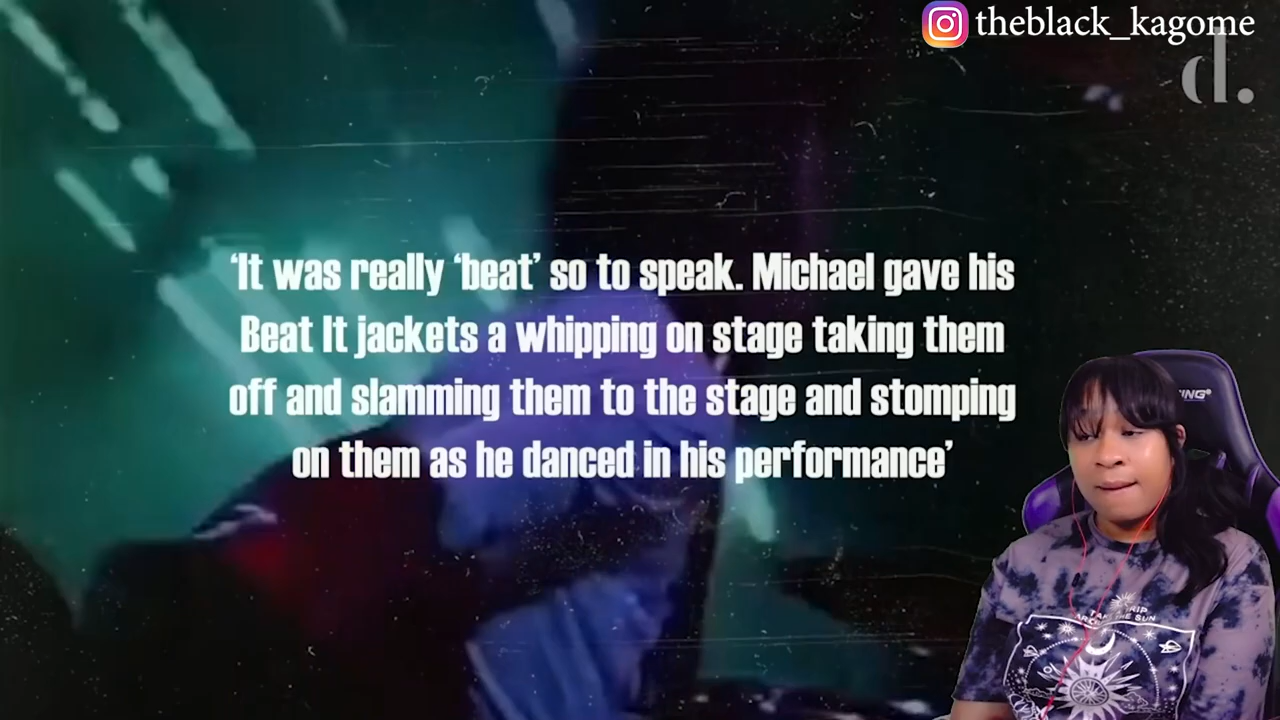 theblack_kagome
d.
‘It was really ‘beat’ so to speak. Michael gave his
Beat It jackets a whipping on stage taking them
off and slamming them to the stage and stomping
on them as he danced in his performance’